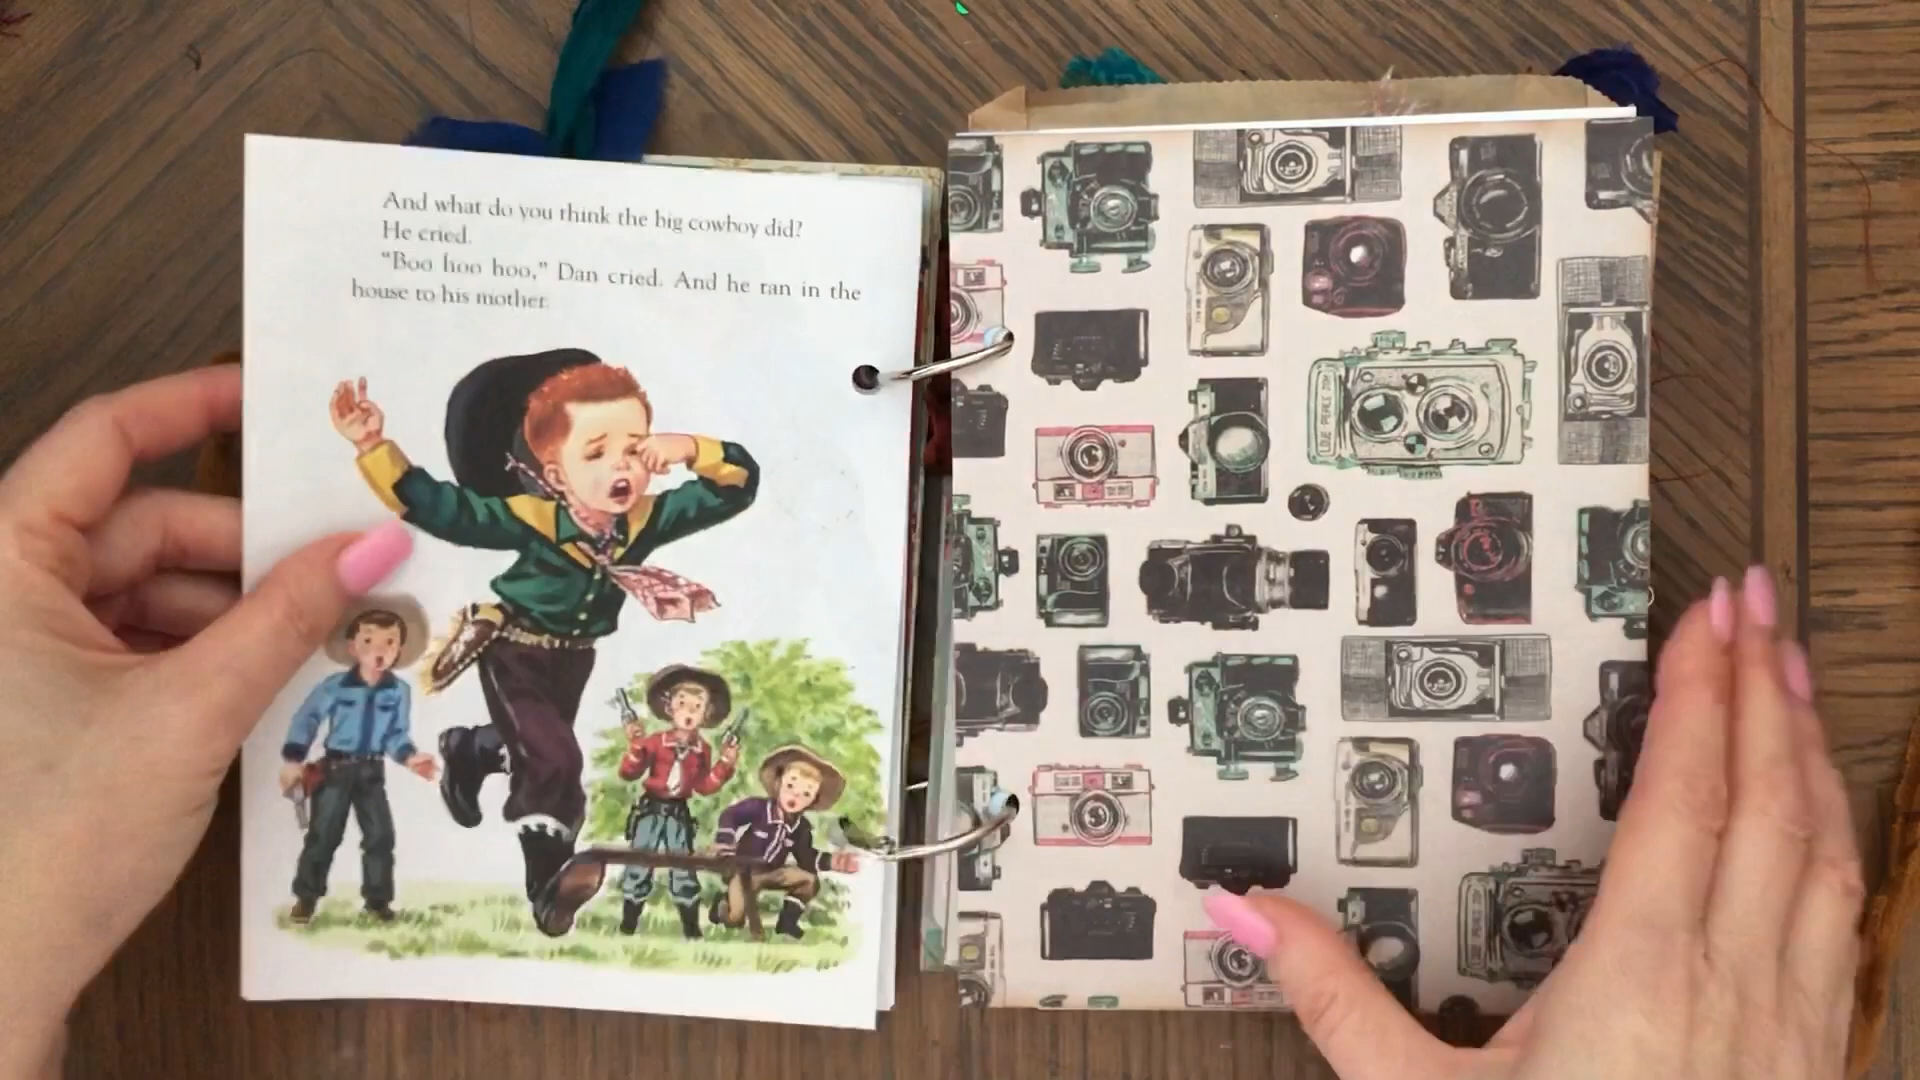 And what do you think the big cowboy did?
He cried.
"Boo hoo hoo," Dan cried. And he ran in the
house to his mother.